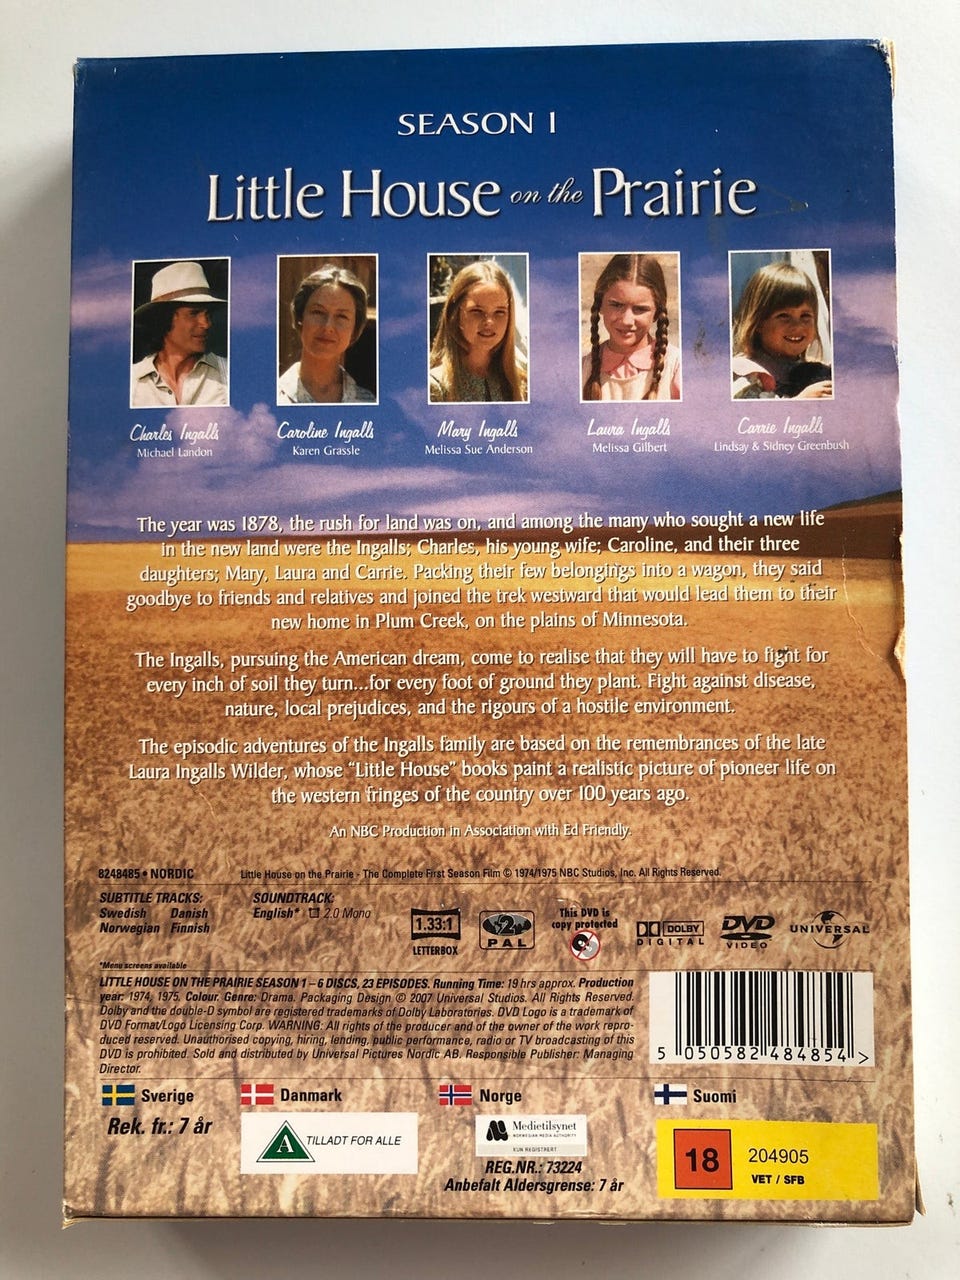 SEASON 1
Little House on the Prairie
Charles Ingalls
Michael Landon
Caroline Ingalls
Karen Grassle
Mary Ingalls
Melissa Sue Anderson
Laura Ingalls
Melissa Gilbert
Carrie Ingalls
Lindsay & Sidney Greenbush
The year was 1878, the rush for land was on, and among the many who sought a new life
in the new land were the Ingalls; Charles, his young wife; Caroline, and their three
daughters; Mary, Laura and Carrie. Packing their few belongings into a wagon, they said
goodbye to friends and relatives and joined the trek westward that would lead them to their
new home in Plum Creek, on the plains of Minnesota.
The Ingalls, pursuing the American dream, come to realise that they will have to fight for
every inch of soil they turn...for every foot of ground they plant. Fight against disease,
nature, local prejudices, and the rigours of a hostile environment.
The episodic adventures of the Ingalls family are based on the remembrances of the late
Laura Ingalls Wilder, whose "Little House" books paint a realistic picture of pioneer life on
the western fringes of the country over 100 years ago.
An NBC Production in Association with Ed Friendly.
8248485 • NORDIC
Little House on the Prairie - The Complete First Season Film © 1974/1975 NBC Studios, Inc. All Rights Reserved.
SUBTITLE TRACKS:
Swedish Danish
Norwegian Finnish
SOUNDTRACK:
English* 2.0 Mono
1.33:1
LETTERBOX
2
PAL
This DVD is
copy protected
DOLBY
DIGITAL
DVD
VIDEO
UNIVERSAL
*Menu screens available
LITTLE HOUSE ON THE PRAIRIE SEASON 1 – 6 DISCS, 23 EPISODES. Running Time: 19 hrs approx. Production
year: 1974, 1975. Colour. Genre: Drama. Packaging Design © 2007 Universal Studios. All Rights Reserved.
Dolby and the double-D symbol are registered trademarks of Dolby Laboratories. DVD Logo is a trademark of
DVD Format/Logo Licensing Corp. WARNING: All rights of the producer and of the owner of the work repro-
duced reserved. Unauthorised copying, hiring, lending, public performance, radio or TV broadcasting of this
DVD is prohibited. Sold and distributed by Universal Pictures Nordic AB. Responsible Publisher: Managing
Director.
5 050582 484854 >
Sverige
Rek. fr.: 7 år
Danmark
A
TILLADT FOR ALLE
Norge
Medietilsynet
NORWEGIAN MEDIA AUTHORITY
KUN REGISTRERT
REG.NR.: 73224
Anbefalt Aldersgrense: 7 år
Suomi
18
204905
VET / SFB